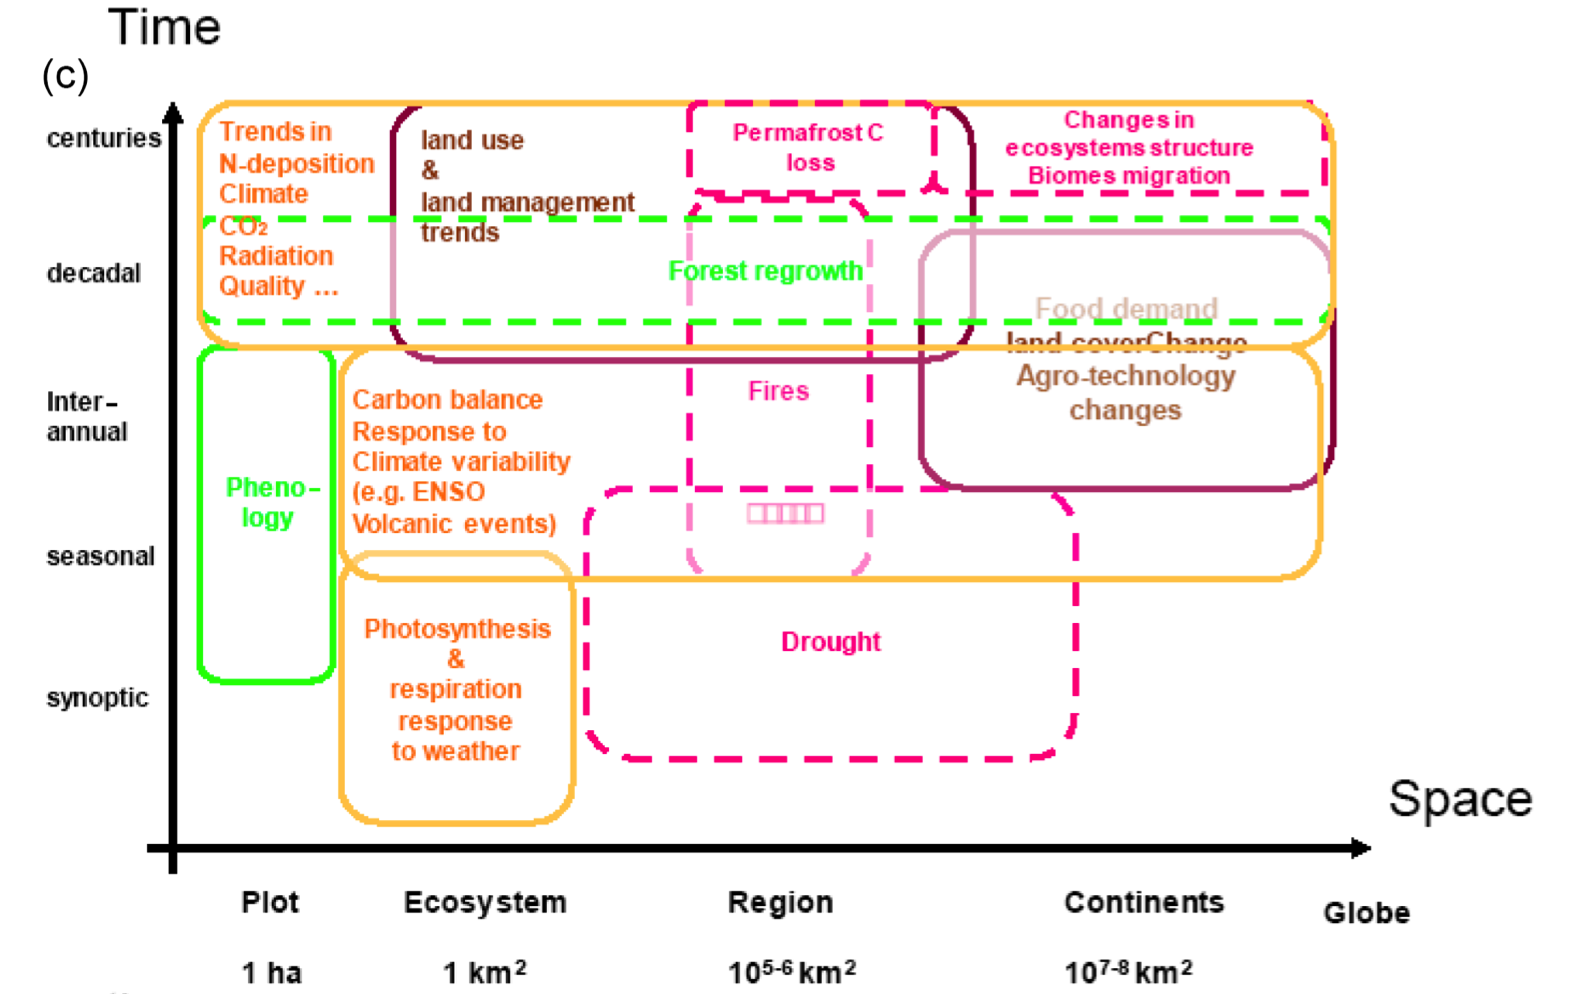 Time
(c)
centuries
Trends in
N-deposition
Climate
CO₂
Radiation
Quality ...
land use
&
land management
trends
Permafrost C
loss
Changes in
ecosystems structure
Biomes migration
decadal
Forest regrowth
Food demand
land coverChange
Agro-technology
changes
Inter–
annual
Fires
Carbon balance
Response to
Climate variability
(e.g. ENSO
Volcanic events)
Pheno–
logy
seasonal
Photosynthesis
&
respiration
response
to weather
Drought
synoptic
Space
Plot
Ecosystem
Region
Continents
Globe
1 ha
1 km²
10⁵⁻⁶ km²
10⁷⁻⁸ km²